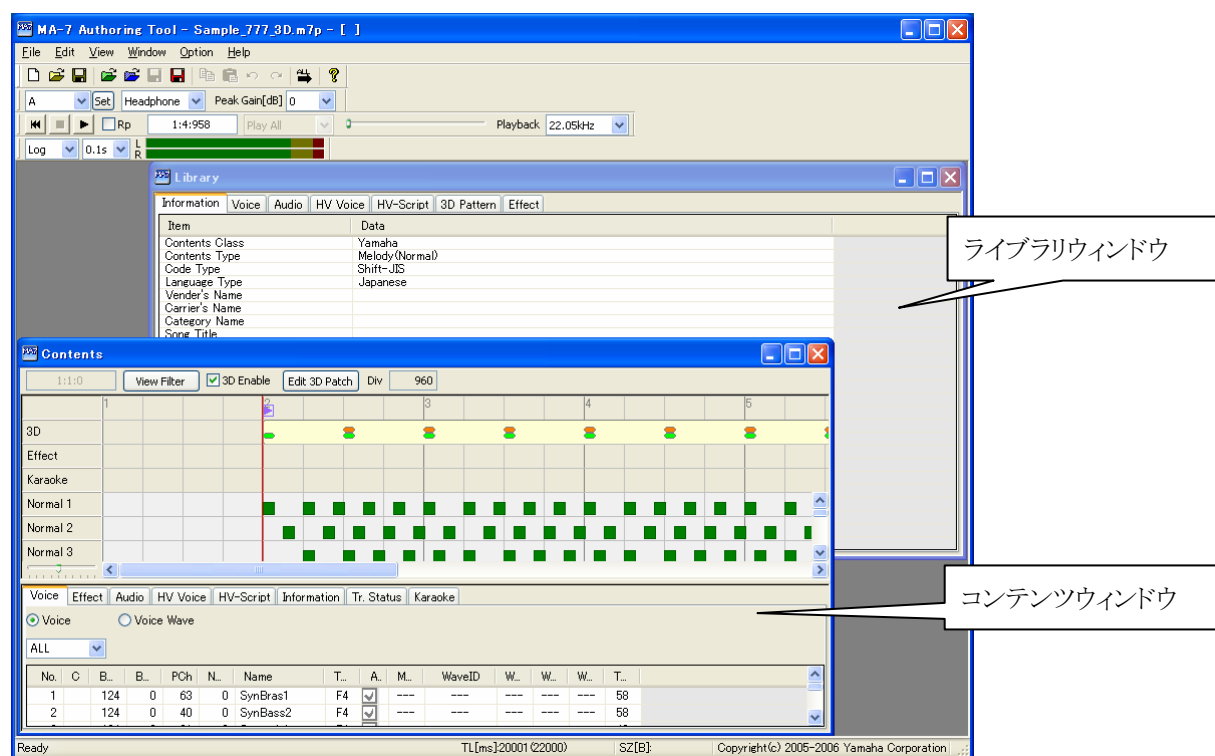 MA-7 Authoring Tool - Sample_777_3D.m7p - [ ]
File Edit View Window Option Help
ALL
A Set Headphone Peak Gain[dB] 0
Rp 1:4:958 Play All Playback 22.05kHz
Log 0.1s L R
Library
Information Voice Audio HV Voice HV-Script 3D Pattern Effect
Item Data
Contents Class Yamaha
Contents Type Melody(Normal)
Code Type Shift-JIS
Language Type Japanese
Vender's Name
Carrier's Name
Category Name
Song Title
ライブラリウィンドウ
Contents
1:1:0 View Filter 3D Enable Edit 3D Patch Div 960
1 2 3 4 5
3D
Effect
Karaoke
Normal 1
Normal 2
Normal 3
Voice Effect Audio HV Voice HV-Script Information Tr. Status Karaoke
コンテンツウィンドウ
Voice Voice Wave
ALL
No. C B... B... PCh N... Name T... A.. M... WaveID W... W... W... T...
1 124 0 63 0 SynBras1 F4 --- --- --- --- --- 58
2 124 0 40 0 SynBass2 F4 --- --- --- --- --- 58
Ready TL[ms]:20001(22000) SZ[B]: Copyright(c) 2005-2006 Yamaha Corporation